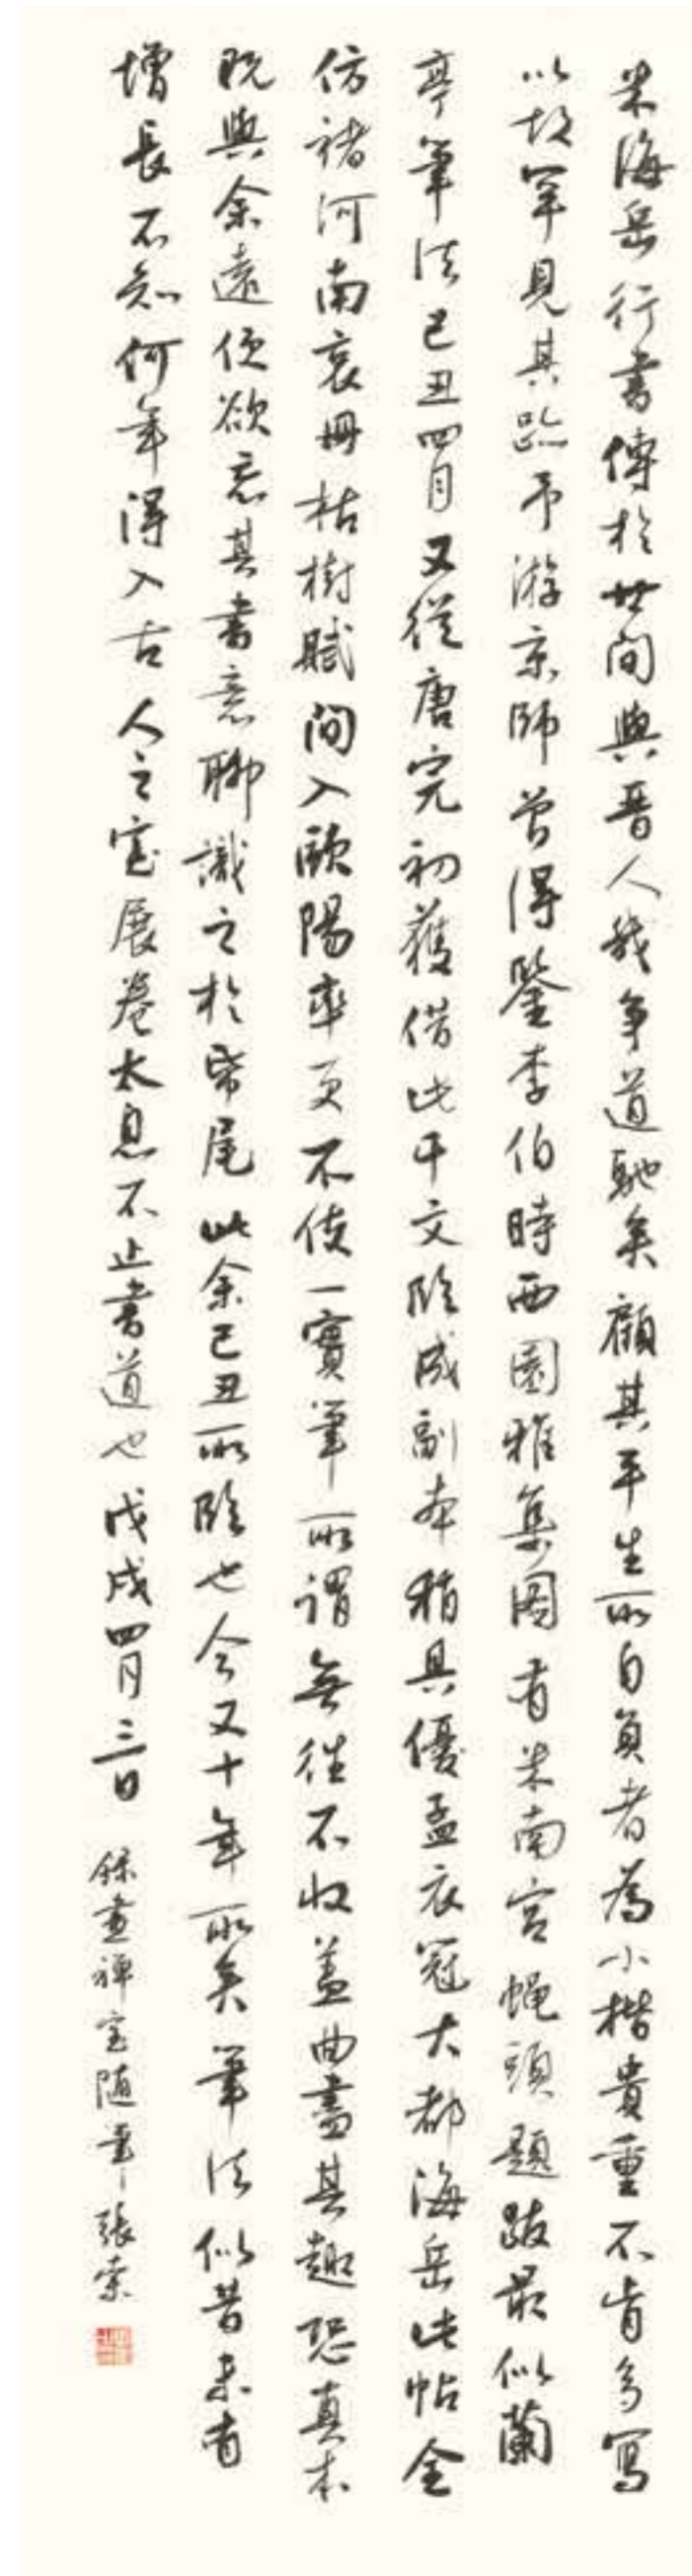 米海岳行書傳於世間與晉人幾争道馳矣顧其平生所自負者為小楷貴重不肯多寫
以故罕見其跡予游京師曾得鑒李伯時西園雅集圖有米南宮蝇頭題跋最似蘭
亭筆法己丑四月又從唐完初獲借此千文臨成副本稍具優孟衣冠大都海岳此帖全
仿褚河南哀册枯樹賦间入歐陽率更不使一實筆所謂無往不收蓋曲盡其趣恐真本
既與余遠便欲忘其書意聊識之於紙尾此余己丑所臨也今又十年所矣筆法似昔未有
增長不知何年得入古人之室展卷太息不止書道也戊戌四月三日
錄畫禪室随筆張索